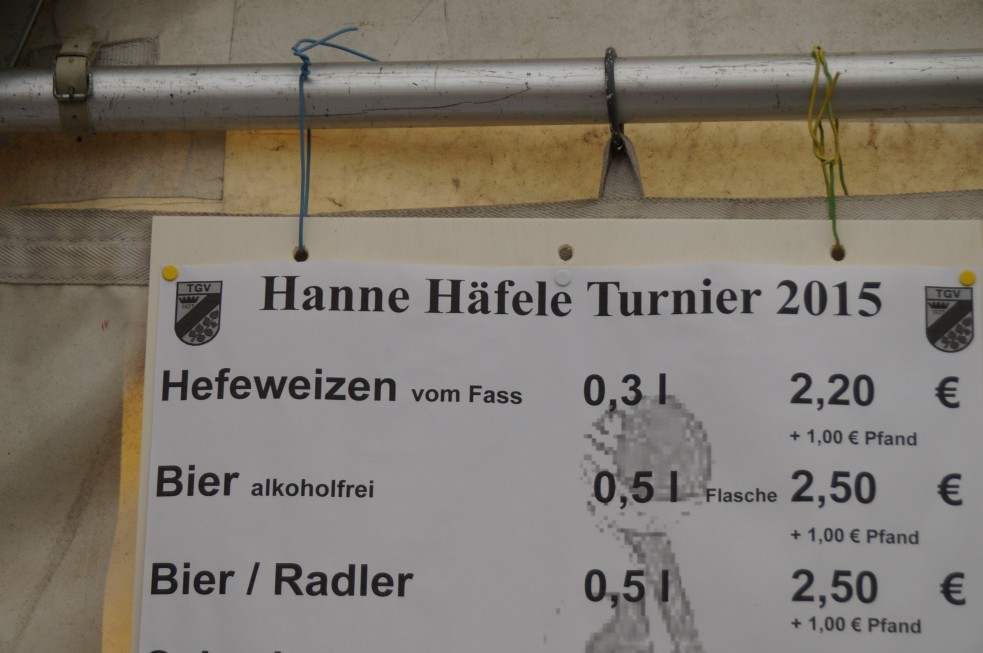 TGV
Hanne Häfele Turnier 2015
TGV
Hefeweizen vom Fass 0,3 l 2,20 €
+ 1,00 € Pfand
Bier alkoholfrei 0,5 l Flasche 2,50 €
+ 1,00 € Pfand
Bier / Radler 0,5 l 2,50 €
+ 1,00 € Pfand